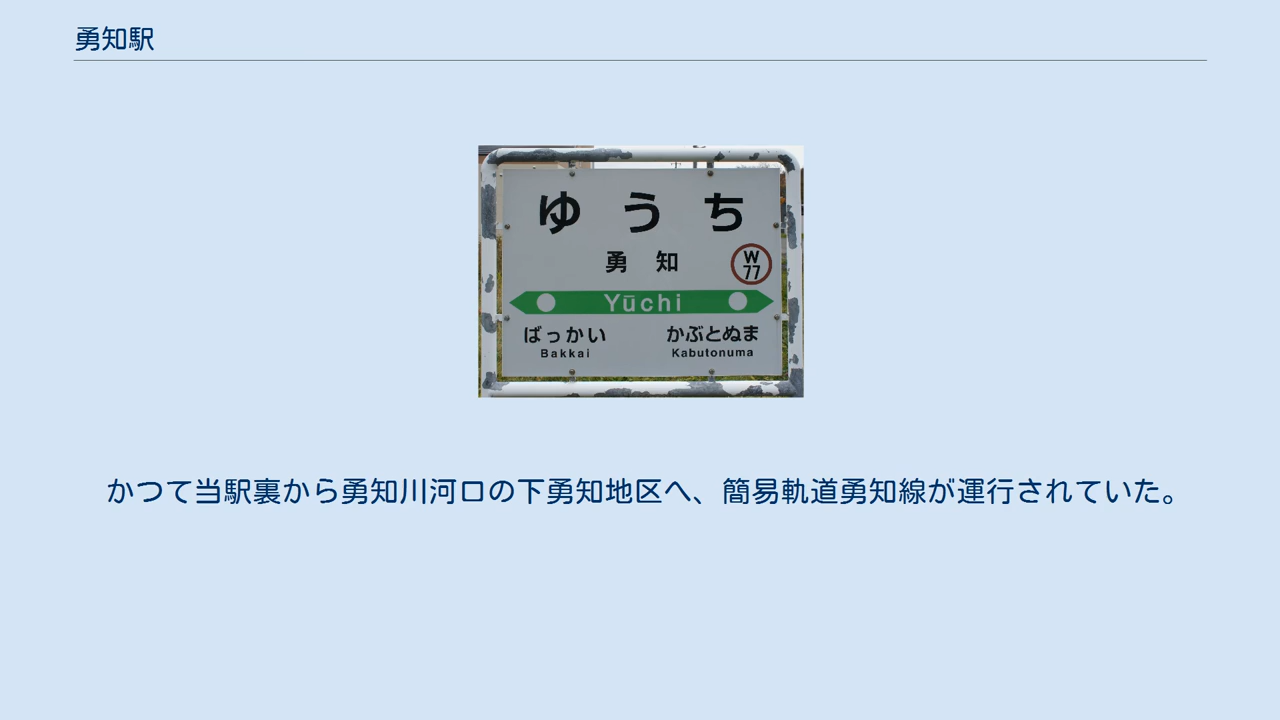 勇知駅
ゆうち
勇知
W
77
Yūchi
ばっかい かぶとぬま
Bakkai Kabutonuma
かつて当駅裏から勇知川河口の下勇知地区へ、簡易軌道勇知線が運行されていた。